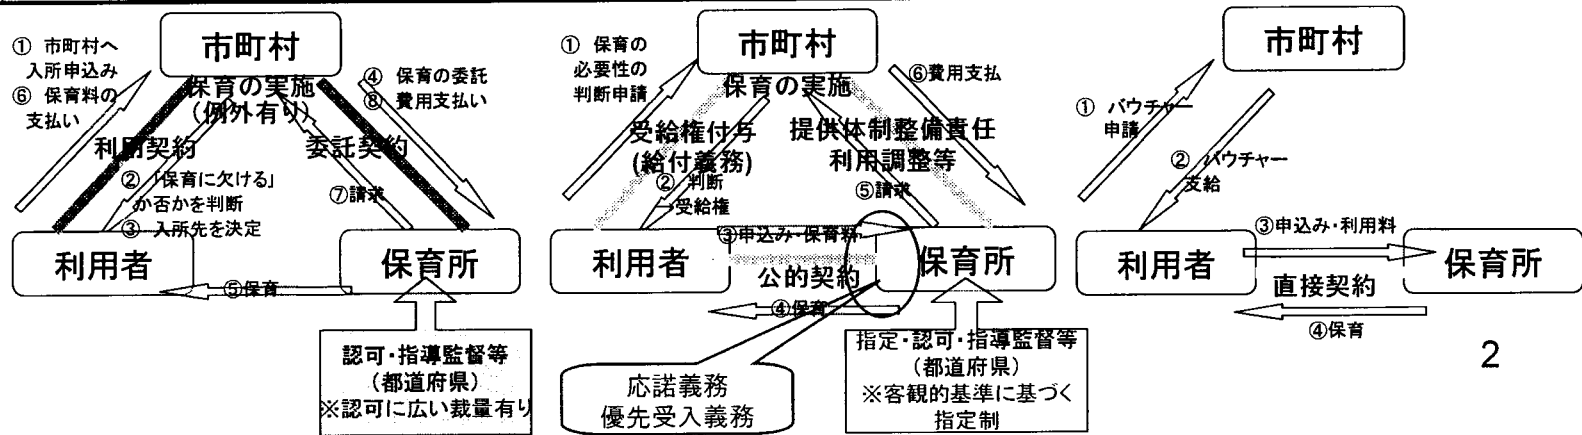 市町村
① 市町村へ
入所申込み
⑥ 保育料の
支払い
保育の実施
(例外有り)
④ 保育の委託
⑧ 費用支払い
利用契約
委託契約
② 「保育に欠ける」
か否かを判断
③ 入所先を決定
⑦請求
利用者
保育所
⑤保育
認可・指導監督等
(都道府県)
※認可に広い裁量有り
市町村
① 保育の
必要性の
判断申請
保育の実施
⑥費用支払
受給権付与
(給付義務)
提供体制整備責任
利用調整等
② 判断
受給権
⑤請求
③申込み・保育料
利用者
保育所
公的契約
④保育
応諾義務
優先受入義務
指定・認可・指導監督等
(都道府県)
※客観的基準に基づく
指定制
市町村
① バウチャー
申請
② バウチャー
支給
③申込み・利用料
利用者
保育所
直接契約
④保育
2